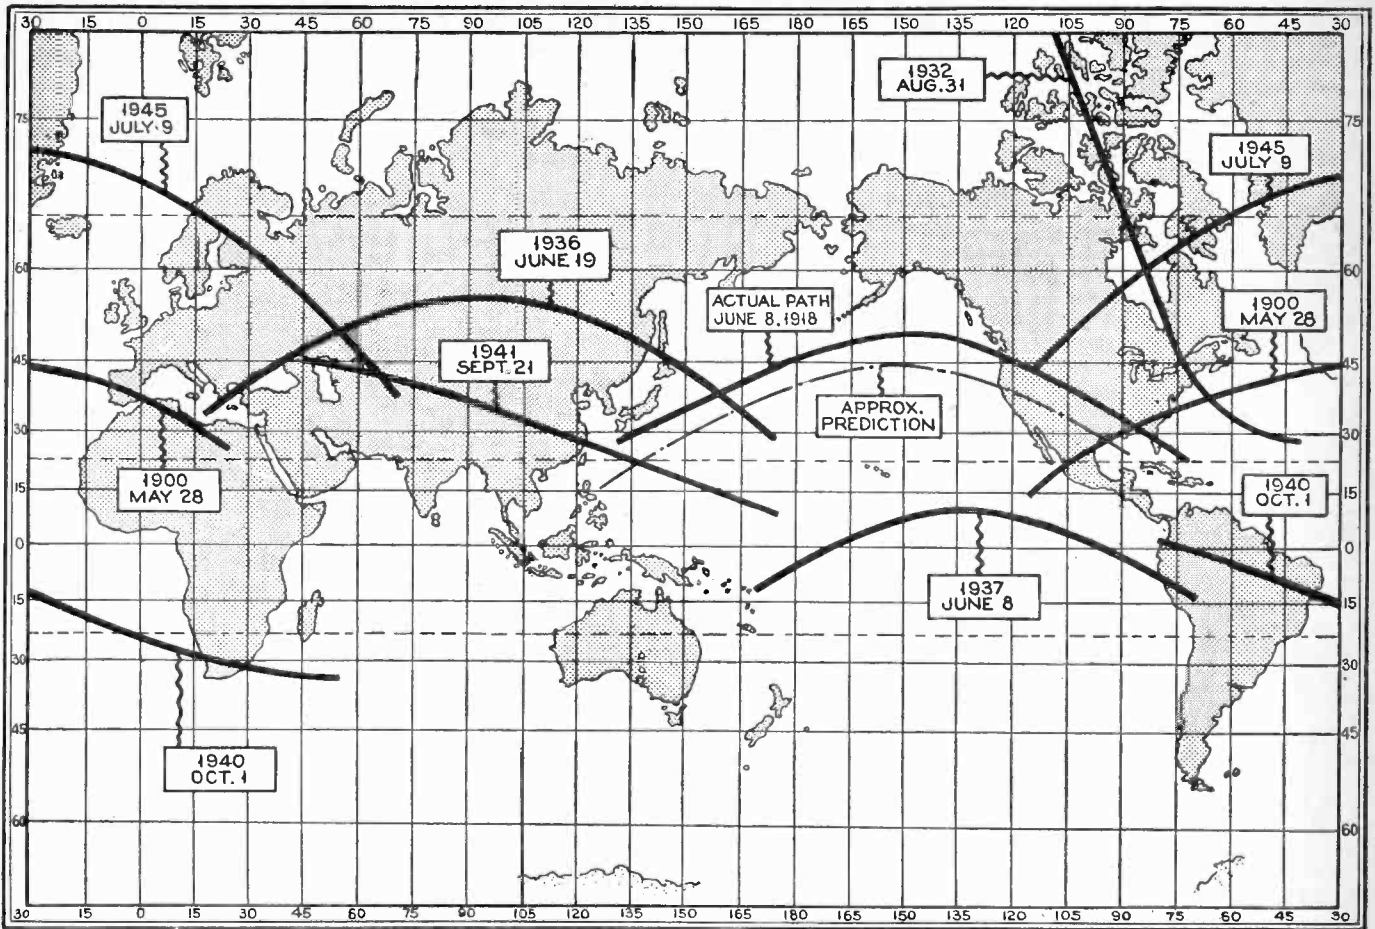 30 15 0 15 30 45 60 75 90 105 120 135 150 165 180 165 150 135 120 105 90 75 60 45 30
1932
AUG. 31
1945
JULY 9
75 75
1945
JULY 9
1936
JUNE 19
60 60
ACTUAL PATH
JUNE 8, 1918
1900
MAY 28
1941
SEPT. 21
45 45
APPROX.
PREDICTION
30 30
1900
MAY 28
1940
OCT. 1
15 15
0 0
1937
JUNE 8
15 15
30 30
45 45
1940
OCT. 1
60 60
30 15 0 15 30 45 60 75 90 105 120 135 150 165 180 165 150 135 120 105 90 75 60 45 30